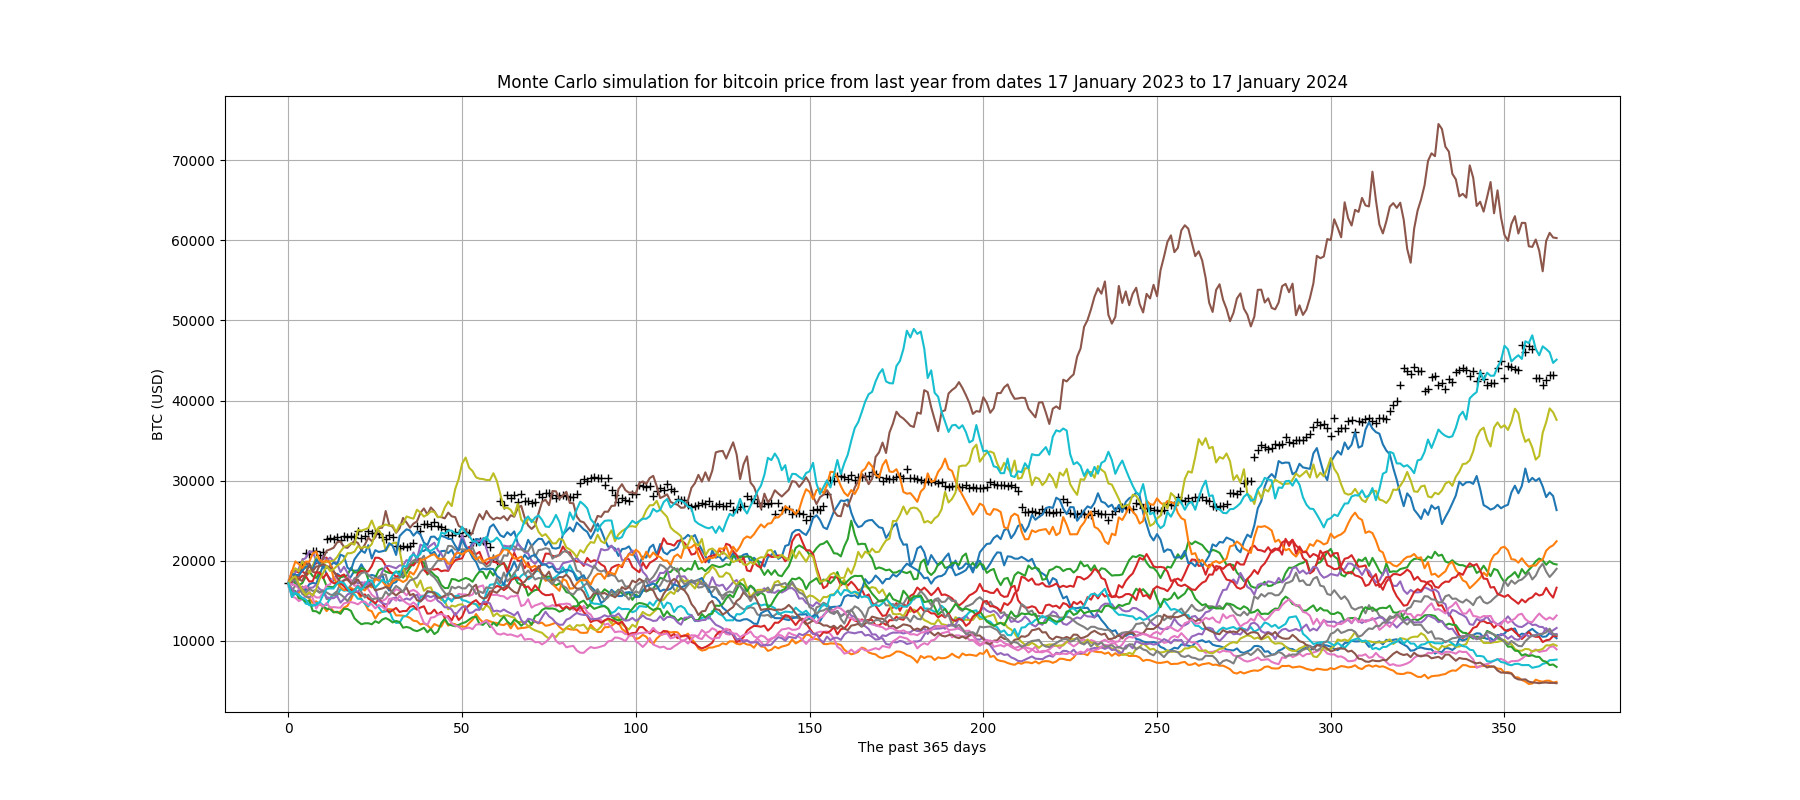 Monte Carlo simulation for bitcoin price from last year from dates 17 January 2023 to 17 January 2024
70000
60000
50000
40000
30000
20000
10000
BTC (USD)
0 50 100 150 200 250 300 350
The past 365 days